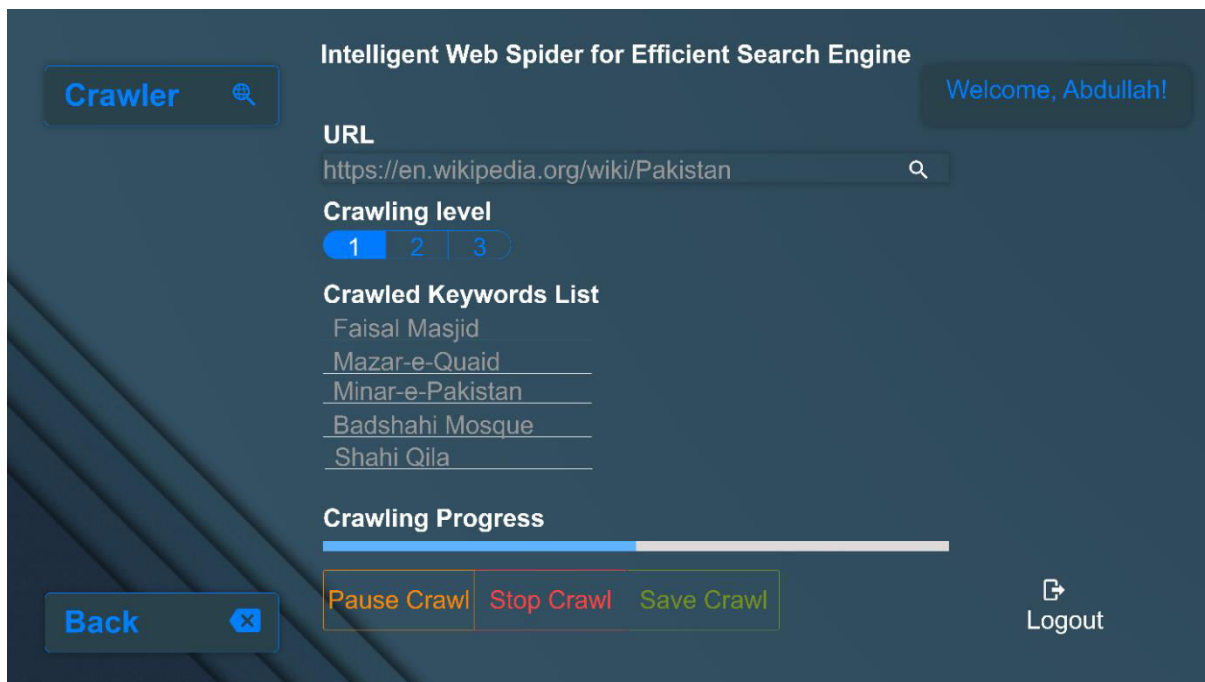 Intelligent Web Spider for Efficient Search Engine
Crawler
Welcome, Abdullah!
URL
https://en.wikipedia.org/wiki/Pakistan
Crawling level
1 2 3
Crawled Keywords List
Faisal Masjid
Mazar-e-Quaid
Minar-e-Pakistan
Badshahi Mosque
Shahi Qila
Crawling Progress
Pause Crawl Stop Crawl Save Crawl
Back
Logout